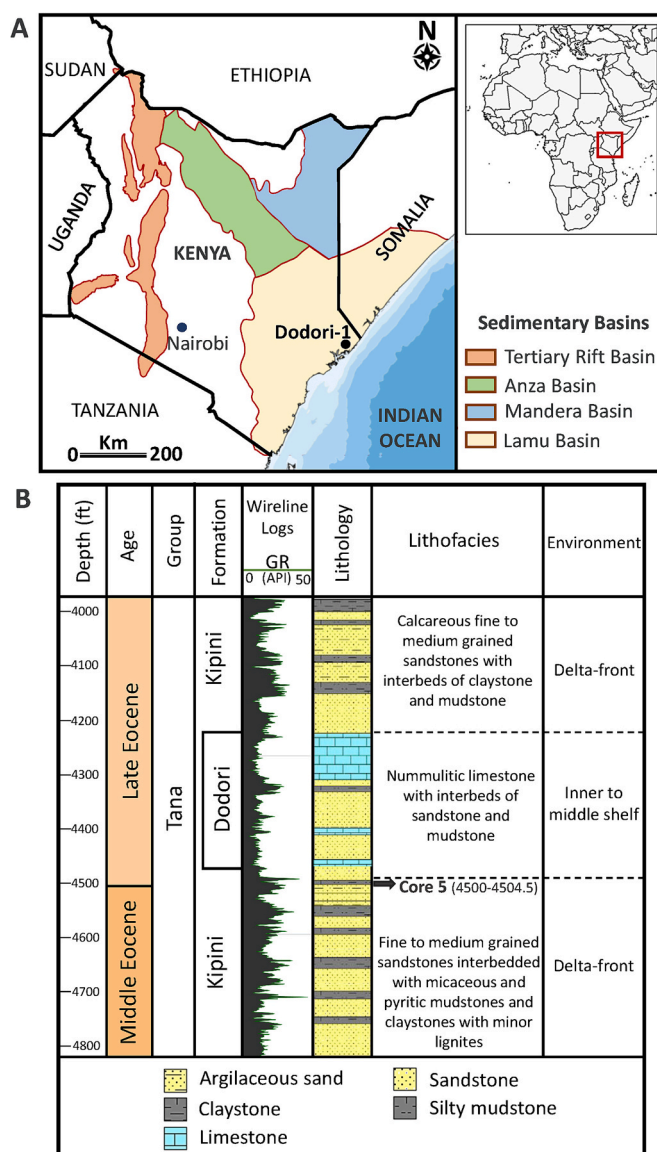 A
N
SUDAN
ETHIOPIA
UGANDA
KENYA
SOMALIA
Nairobi
Dodori-1
TANZANIA
INDIAN
OCEAN
Km
0 200
Sedimentary Basins
Tertiary Rift Basin
Anza Basin
Mandera Basin
Lamu Basin
B
Depth (ft)
Age
Group
Formation
Wireline
Logs
GR
0 (API) 50
Lithology
Lithofacies
Environment
4000
4100
4200
4300
4400
4500
4600
4700
4800
Late Eocene
Middle Eocene
Tana
Kipini
Dodori
Kipini
Calcareous fine to
medium grained
sandstones with
interbeds of claystone
and mudstone
Delta-front
Nummulitic limestone
with interbeds of
sandstone and
mudstone
Inner to
middle shelf
Core 5 (4500-4504.5)
Fine to medium grained
sandstones interbedded
with micaceous and
pyritic mudstones and
claystones with minor
lignites
Delta-front
Argilaceous sand
Sandstone
Claystone
Silty mudstone
Limestone